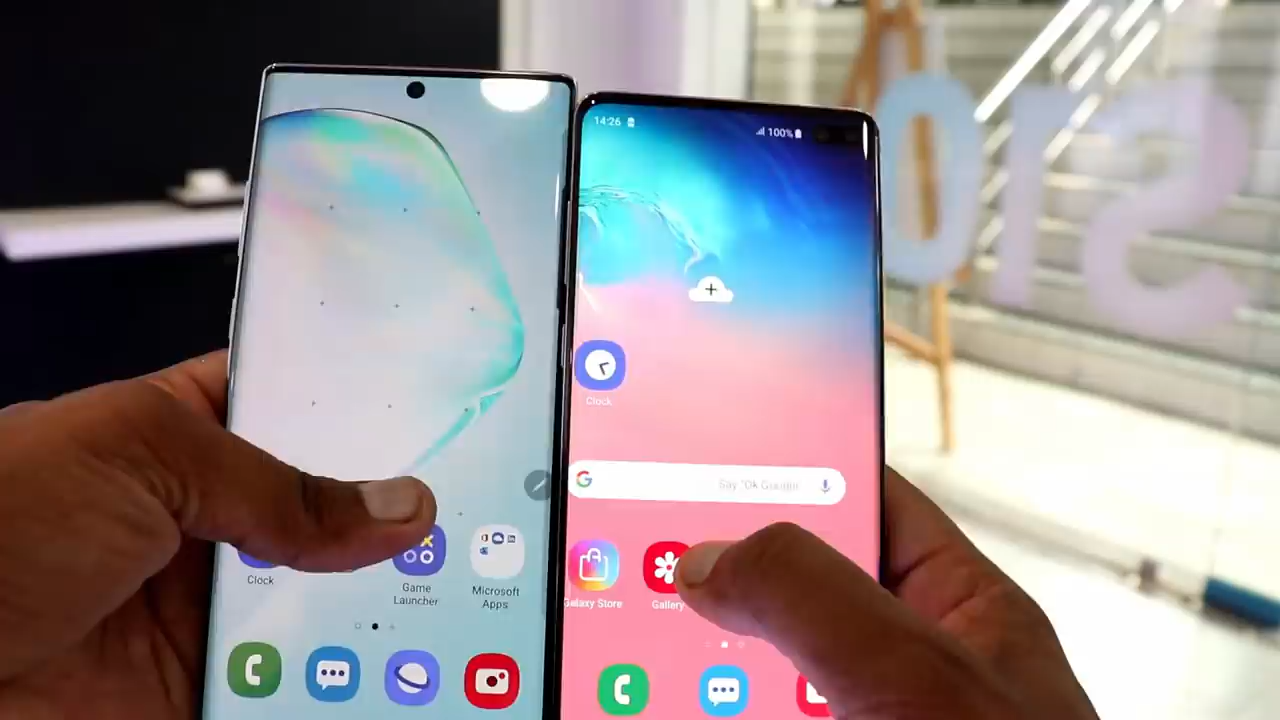 14:26
100%
Clock
Say "Ok Google"
Clock
Game
Launcher
Microsoft
Apps
Galaxy Store
Gallery
S10